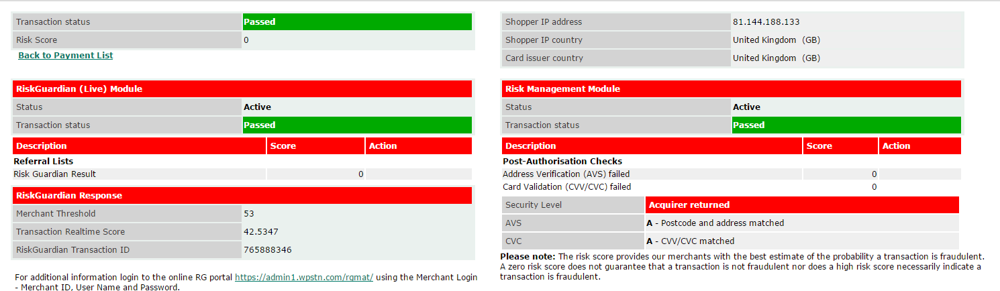 Transaction status Passed
Risk Score 0
Back to Payment List
Shopper IP address 81.144.188.133
Shopper IP country United Kingdom (GB)
Card issuer country United Kingdom (GB)
RiskGuardian (Live) Module
Status Active
Transaction status Passed
Description Score Action
Referral Lists
Risk Guardian Result 0
RiskGuardian Response
Merchant Threshold 53
Transaction Realtime Score 42.5347
RiskGuardian Transaction ID 765888346
For additional information login to the online RG portal https://admin1.wpstn.com/rgmat/ using the Merchant Login
- Merchant ID, User Name and Password.
Risk Management Module
Status Active
Transaction status Passed
Description Score Action
Post-Authorisation Checks
Address Verification (AVS) failed 0
Card Validation (CVV/CVC) failed 0
Security Level Acquirer returned
AVS A - Postcode and address matched
CVC A - CVV/CVC matched
Please note: The risk score provides our merchants with the best estimate of the probability a transaction is fraudulent.
A zero risk score does not guarantee that a transaction is not fraudulent nor does a high risk score necessarily indicate a
transaction is fraudulent.